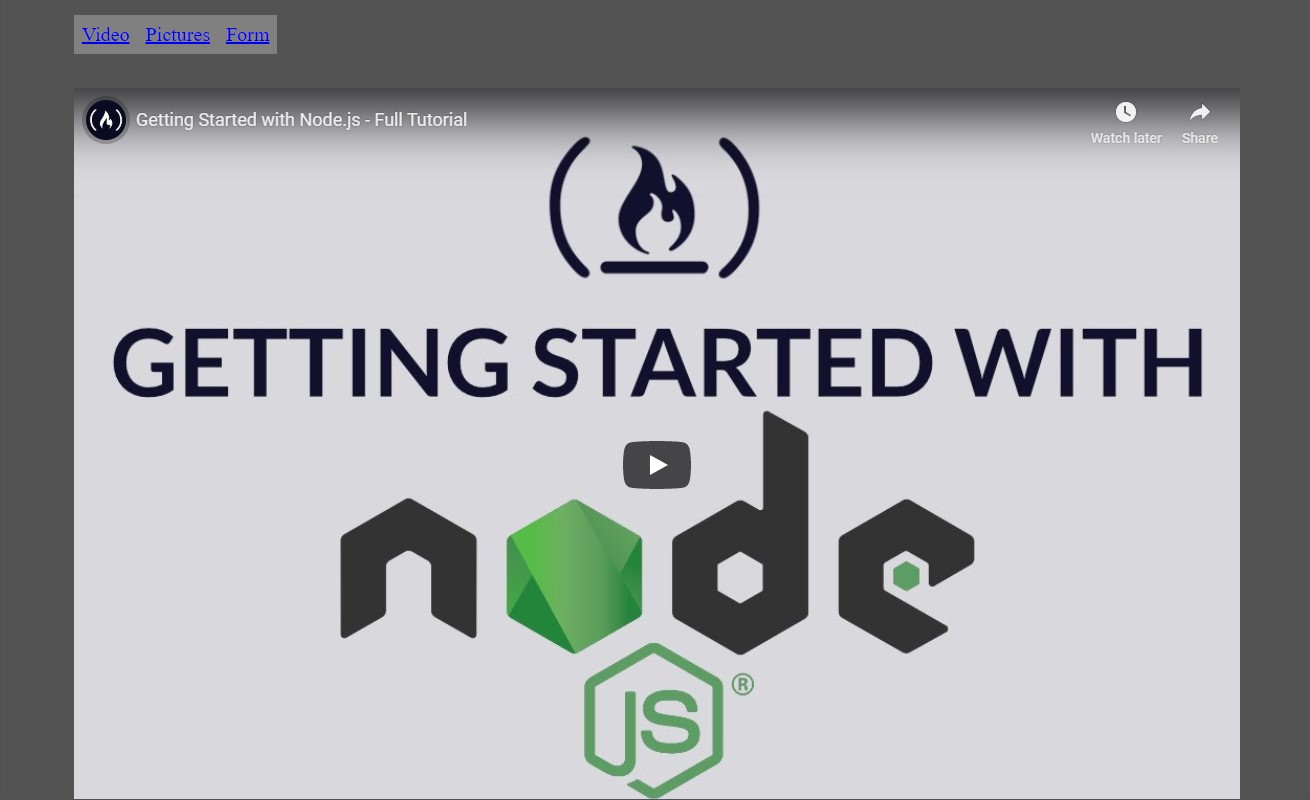 Video Pictures Form
Getting Started with Node.js - Full Tutorial
Watch later Share
GETTING STARTED WITH
node
JS ®